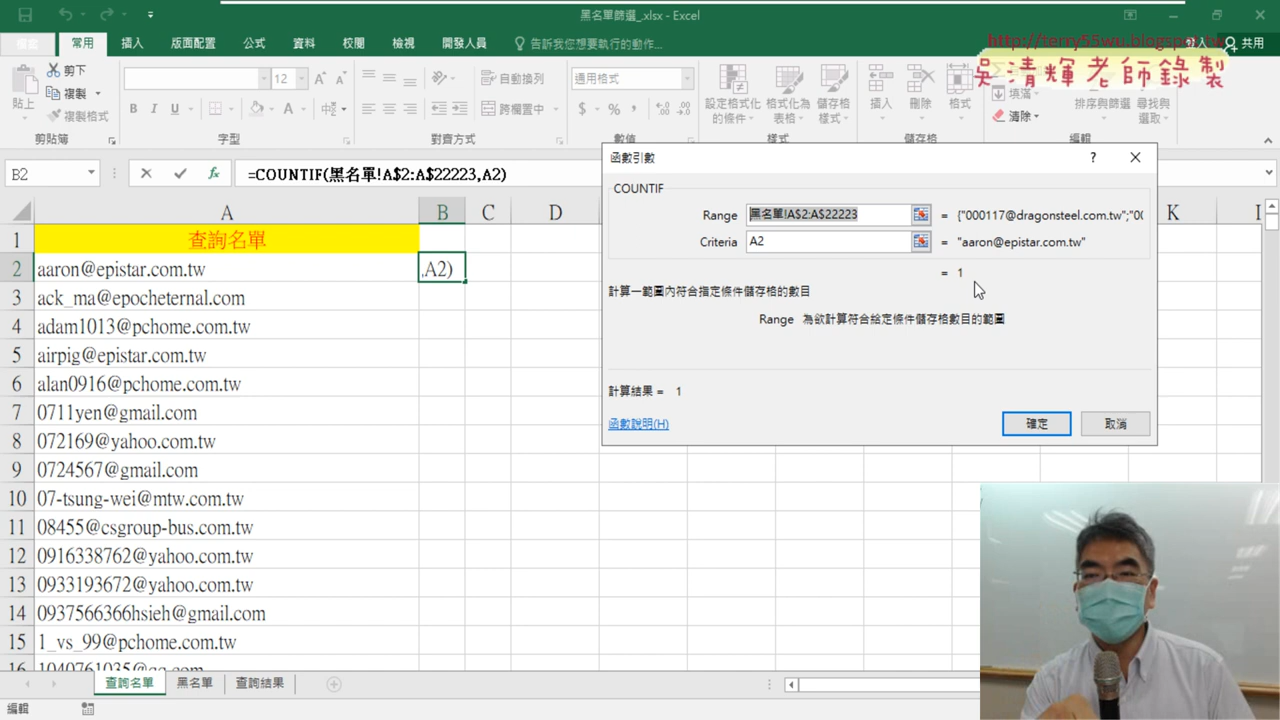 黑名單篩選_.xlsx - Excel
http://terry55wu.blogspot.tw
吳清輝老師錄製
常用 插入 版面配置 公式 資料 校閱 檢視 開發人員 告訴我您想要執行的動作... 共用
貼上 剪下 複製 複製格式
12
B I U
自動換列
跨欄置中
通用格式
$ % ,
設定格式化的條件 格式化為表格 儲存格樣式
插入 刪除 格式
填滿
清除
排序與篩選 尋找與選取
剪貼簿 字型 對齊方式 數值 樣式 儲存格 編輯
B2 fx =COUNTIF(黑名單!A$2:A$22223,A2)
函數引數 ?
COUNTIF
Range 黑名單!A$2:A$22223 = {"000117@dragonsteel.com.tw";"0(
Criteria A2 = "aaron@epistar.com.tw"
= 1
計算一範圍內符合指定條件儲存格的數目
Range 為欲計算符合給定條件儲存格數目的範圍
計算結果 = 1
函數說明(H)
確定 取消
A B C D K
1 查詢名單
2 aaron@epistar.com.tw ,A2)
3 ack_ma@epocheternal.com
4 adam1013@pchome.com.tw
5 airpig@epistar.com.tw
6 alan0916@pchome.com.tw
7 0711yen@gmail.com
8 072169@yahoo.com.tw
9 0724567@gmail.com
10 07-tsung-wei@mtw.com.tw
11 08455@csgroup-bus.com.tw
12 0916338762@yahoo.com.tw
13 0933193672@yahoo.com.tw
14 0937566366hsieh@gmail.com
15 1_vs_99@pchome.com.tw
16 1040761035@qq.com
查詢名單 黑名單 查詢結果
編輯